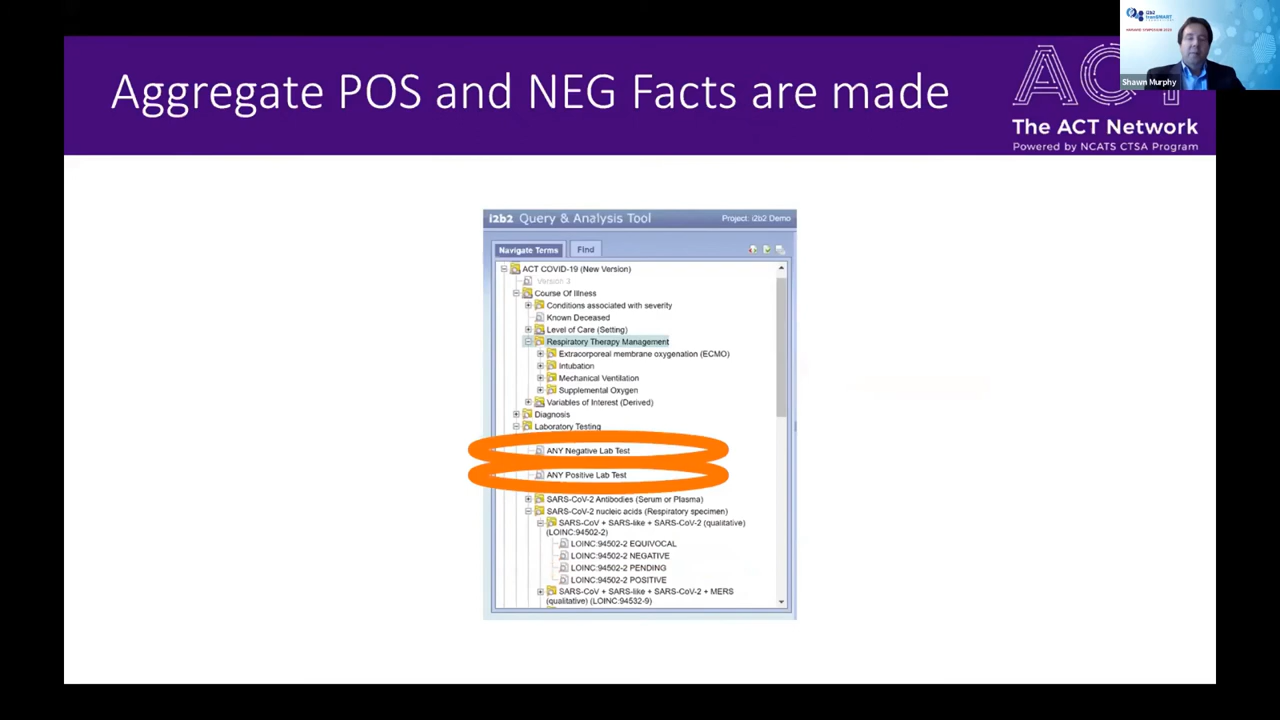 Aggregate POS and NEG Facts are made
i2b2
tranSMART
Shawn Murphy
The ACT Network
Powered by NCATS CTSA Program
i2b2 Query & Analysis Tool
Project: i2b2 Demo
Navigate Terms
Find
ACT COVID-19 (New Version)
Version 3
Course Of Illness
Conditions associated with severity
Known Deceased
Level of Care (Setting)
Respiratory Therapy Management
Extracorporeal membrane oxygenation (ECMO)
Intubation
Mechanical Ventilation
Supplemental Oxygen
Variables of Interest (Derived)
Diagnosis
Laboratory Testing
ANY Negative Lab Test
ANY Positive Lab Test
SARS-CoV-2 Antibodies (Serum or Plasma)
SARS-CoV-2 nucleic acids (Respiratory specimen)
SARS-CoV + SARS-like + SARS-CoV-2 (qualitative)
(LOINC:94502-2)
LOINC:94502-2 EQUIVOCAL
LOINC:94502-2 NEGATIVE
LOINC:94502-2 PENDING
LOINC:94502-2 POSITIVE
SARS-CoV + SARS-like + SARS-CoV-2 + MERS
(qualitative) (LOINC:94532-9)